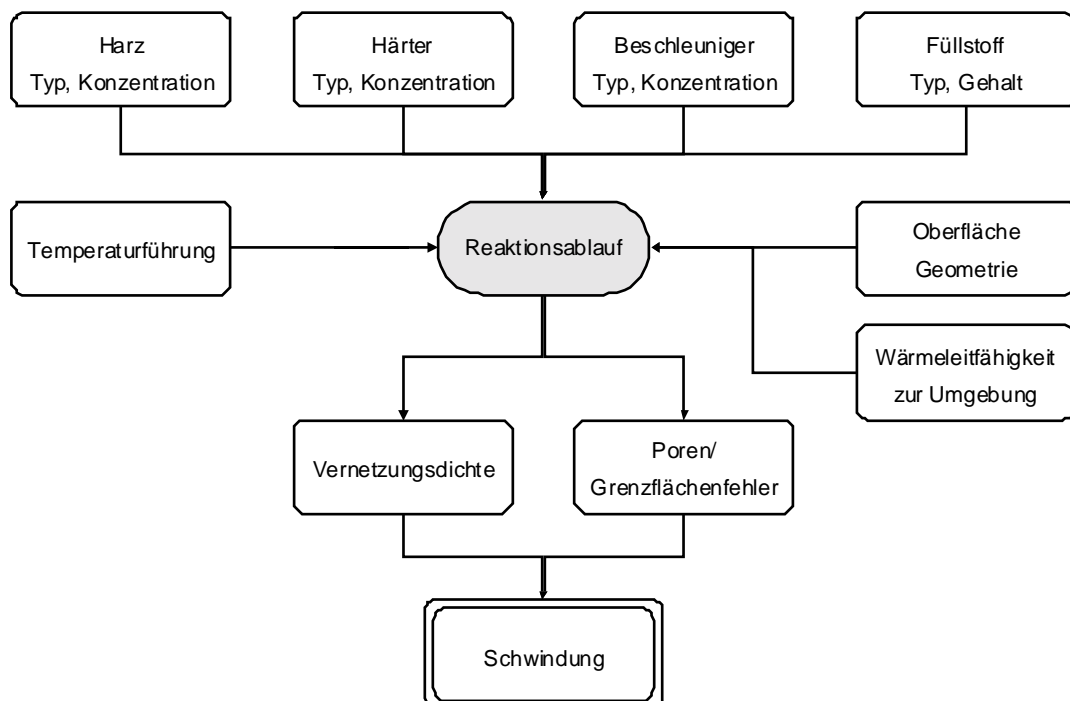 Harz
Typ, Konzentration
Härter
Typ, Konzentration
Beschleuniger
Typ, Konzentration
Füllstoff
Typ, Gehalt
Temperaturführung
Reaktionsablauf
Oberfläche
Geometrie
Wärmeleitfähigkeit
zur Umgebung
Vernetzungsdichte
Poren/
Grenzflächenfehler
Schwindung